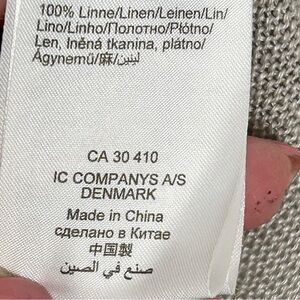 100% Linne/Linen/Leinen/Lin/
Lino/Linho/Полотно/Płótno/
Len, lněná tkanina, plátno/
Ágynemű/麻/لينين
CA 30 410
IC COMPANYS A/S
DENMARK
Made in China
сделано в Китае
中国製
صنع في الصين